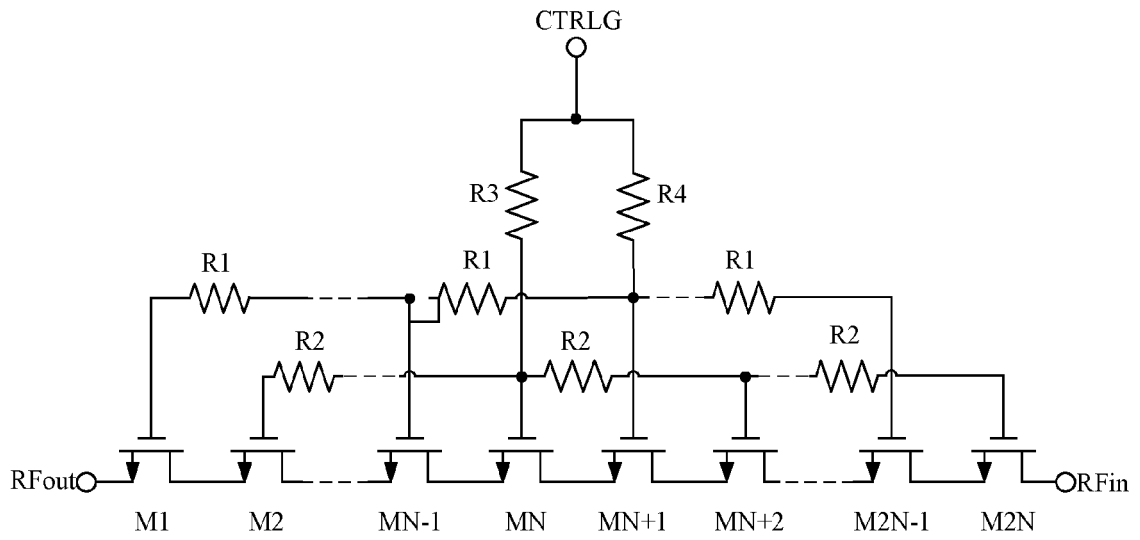 CTRLG
R3
R4
R1
R1
R1
R2
R2
R2
RFout
RFin
M1
M2
MN-1
MN
MN+1
MN+2
M2N-1
M2N